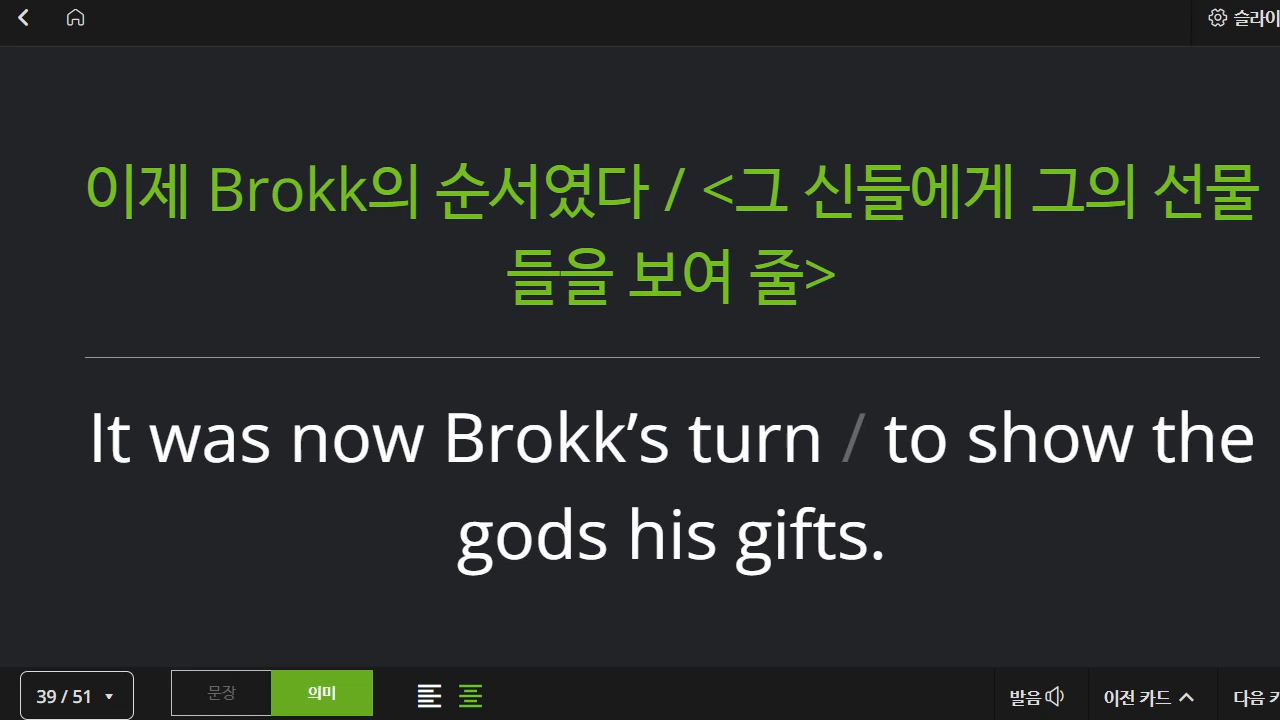 슬라이
이제 Brokk의 순서였다 / <그 신들에게 그의 선물
들을 보여 줄>
It was now Brokk’s turn / to show the
gods his gifts.
39 / 51 문장 의미 발음 이전 카드 다음